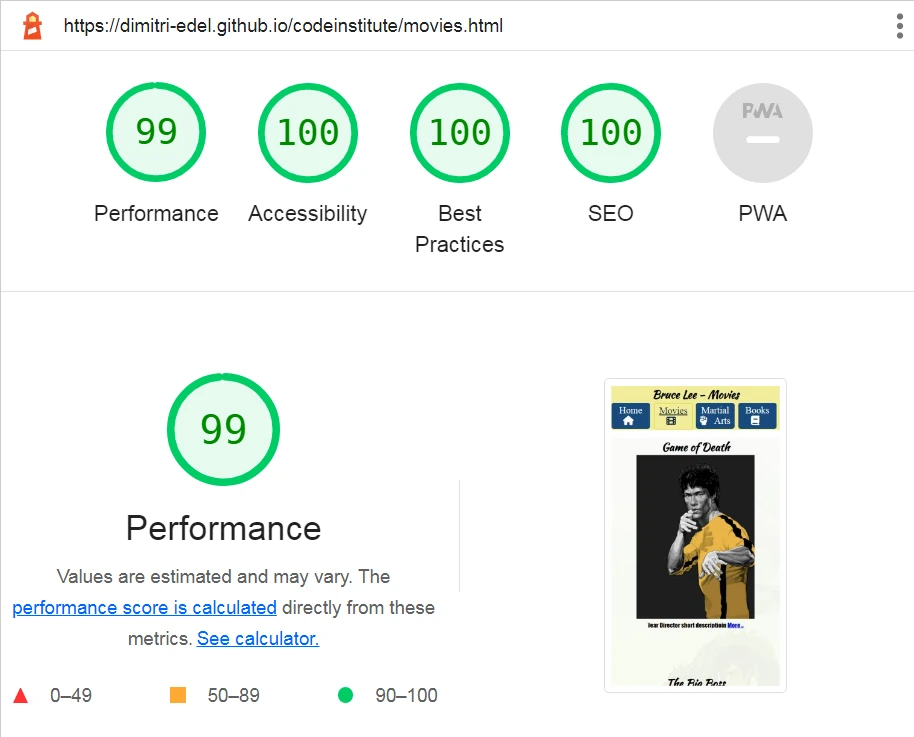 https://dimitri-edel.github.io/codeinstitute/movies.html
99
100
100
100
PWA
Performance
Accessibility
Best
Practices
SEO
PWA
99
Performance
Values are estimated and may vary. The
performance score is calculated directly from these
metrics. See calculator.
0–49
50–89
90–100
Bruce Lee – Movies
Home
Movies
Martial
Arts
Books
Game of Death
Year Director short descriptioin More...
The Big Boss